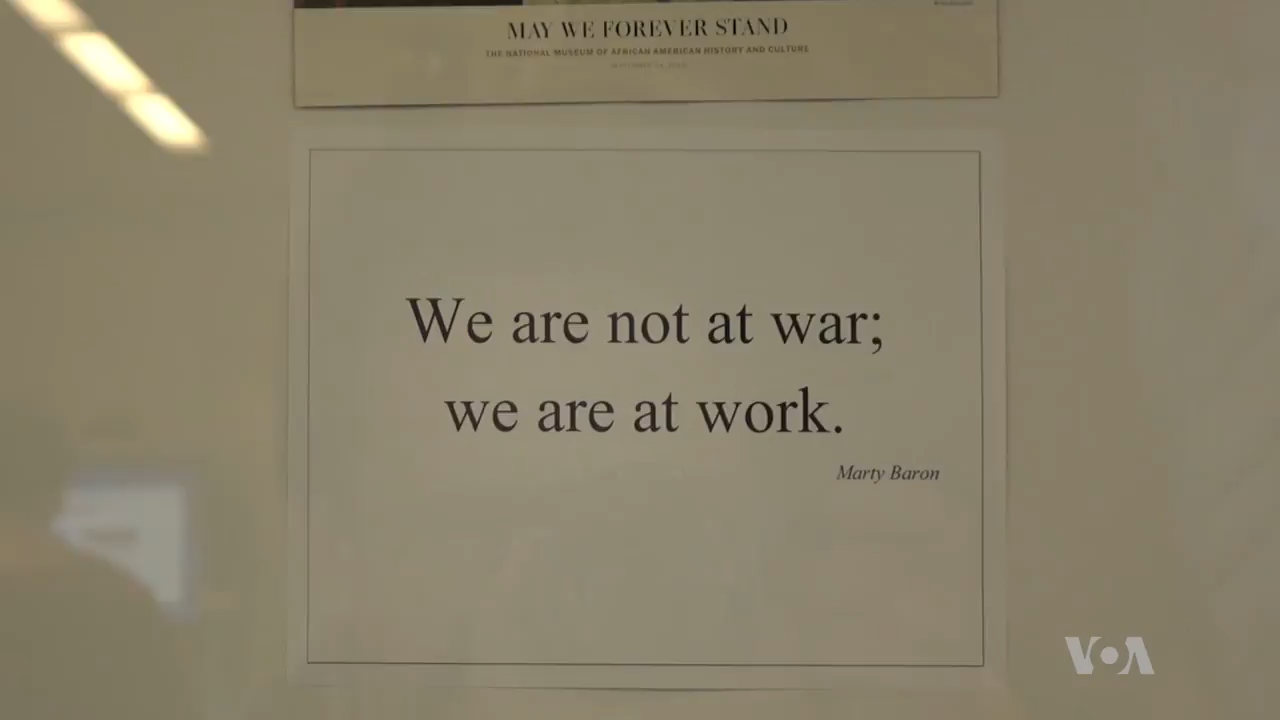 MAY WE FOREVER STAND
THE NATIONAL MUSEUM OF AFRICAN AMERICAN HISTORY AND CULTURE
We are not at war;
we are at work.
Marty Baron
VOA